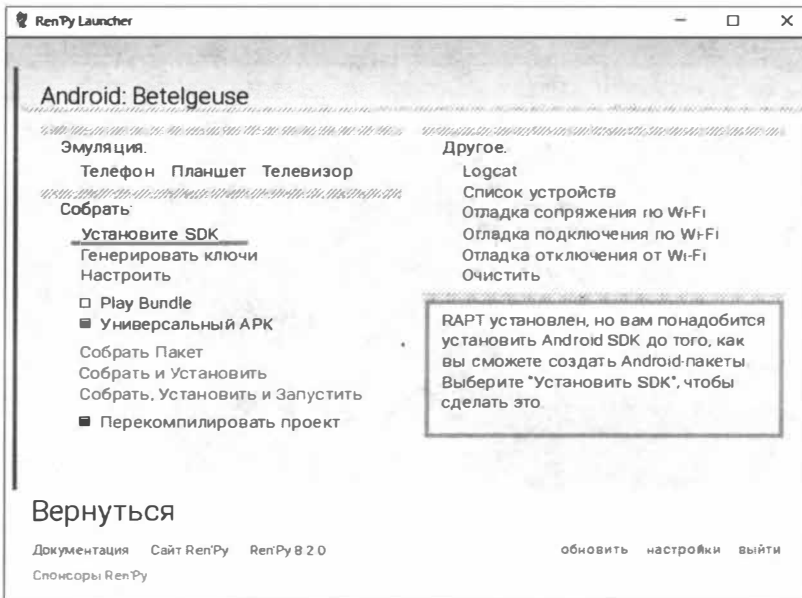 Ren'Py Launcher
Android: Betelgeuse
Эмуляция.
Телефон Планшет Телевизор
Собрать:
Установите SDK
Генерировать ключи
Настроить
Play Bundle
Универсальный APK
Собрать Пакет
Собрать и Установить
Собрать, Установить и Запустить
Перекомпилировать проект
Другое.
Logcat
Список устройств
Отладка сопряжения по Wi-Fi
Отладка подключения по Wi-Fi
Отладка отключения от Wi-Fi
Очистить
RAPT установлен, но вам понадобится
установить Android SDK до того, как
вы сможете создать Android-пакеты.
Выберите "Установить SDK", чтобы
сделать это.
Вернуться
Документация Сайт Ren'Py Ren'Py 8.2.0
обновить настройки выйти
Спонсоры Ren'Py